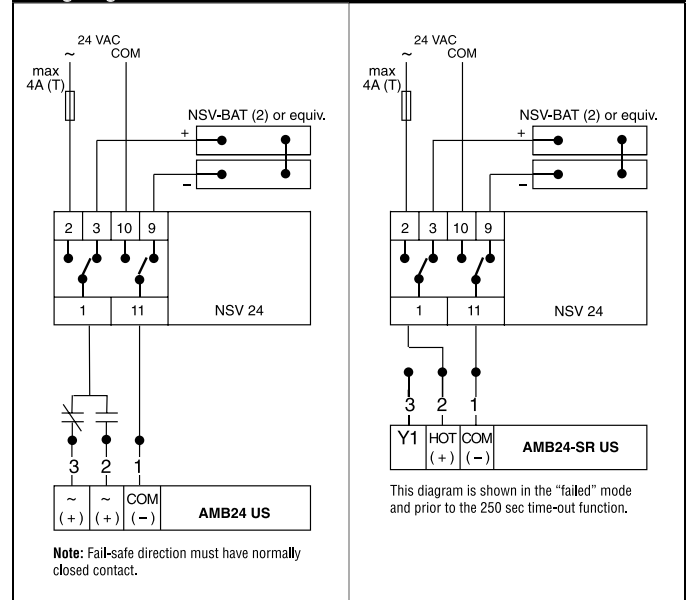 24 VAC
~ COM
max
4A (T)
NSV-BAT (2) or equiv.
+
–
2 3 10 9
1 11 NSV 24
3 2 1
~ ~ COM
(+) (+) (–)
AMB24 US
Note: Fail-safe direction must have normally
closed contact.
24 VAC
~ COM
max
4A (T)
NSV-BAT (2) or equiv.
+
–
2 3 10 9
1 11 NSV 24
3 2 1
Y1 HOT COM
(+) (–)
AMB24-SR US
This diagram is shown in the “failed” mode
and prior to the 250 sec time-out function.